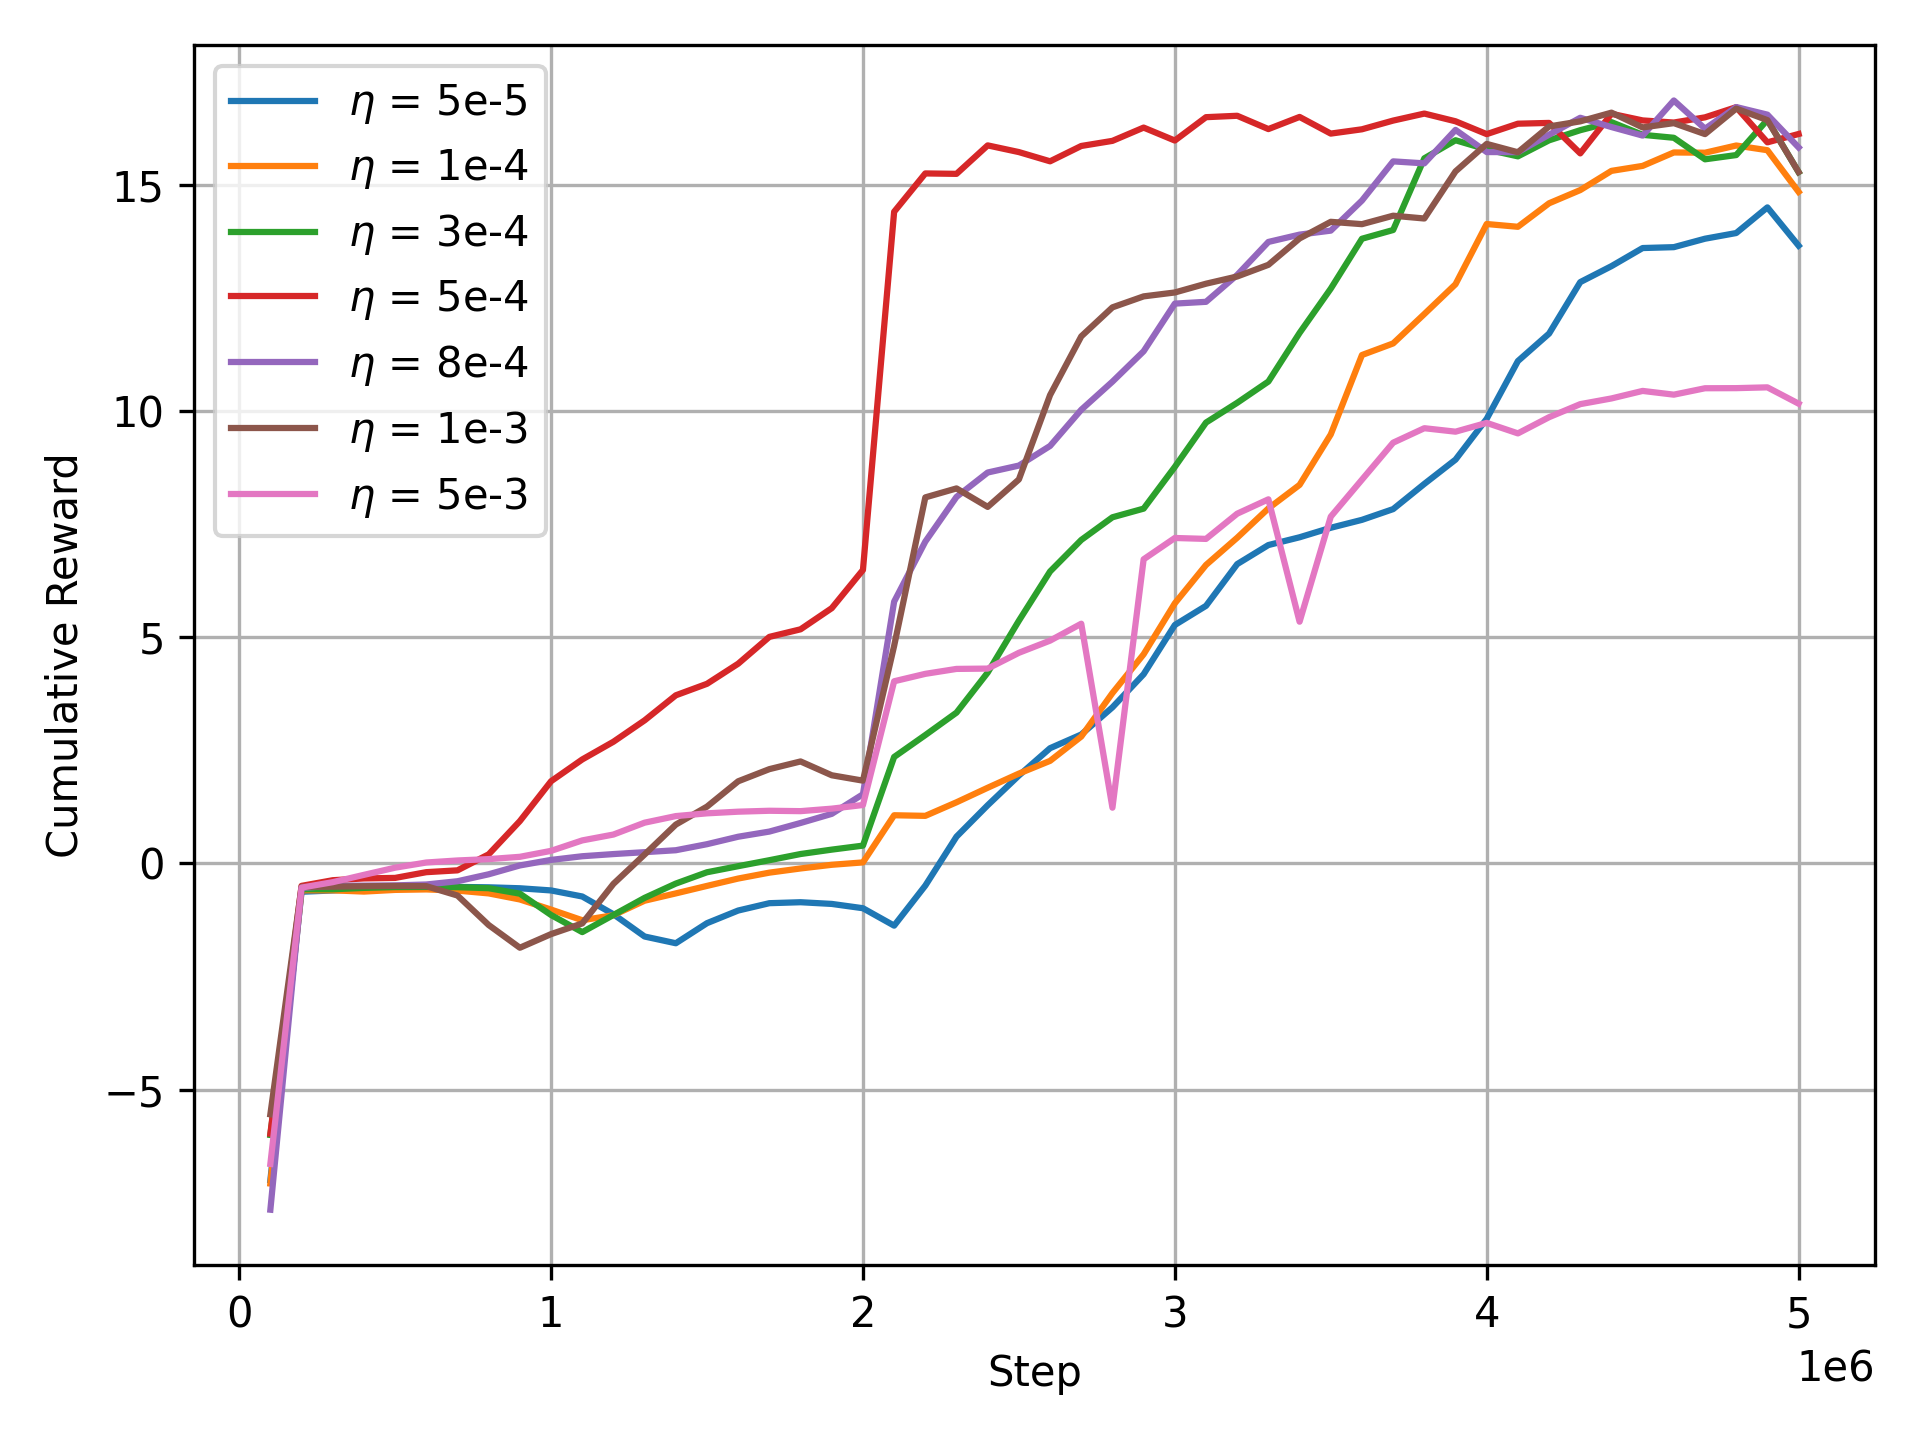 η = 5e-5
η = 1e-4
η = 3e-4
η = 5e-4
η = 8e-4
η = 1e-3
η = 5e-3
15
10
5
0
−5
Cumulative Reward
0 1 2 3 4 5
1e6
Step